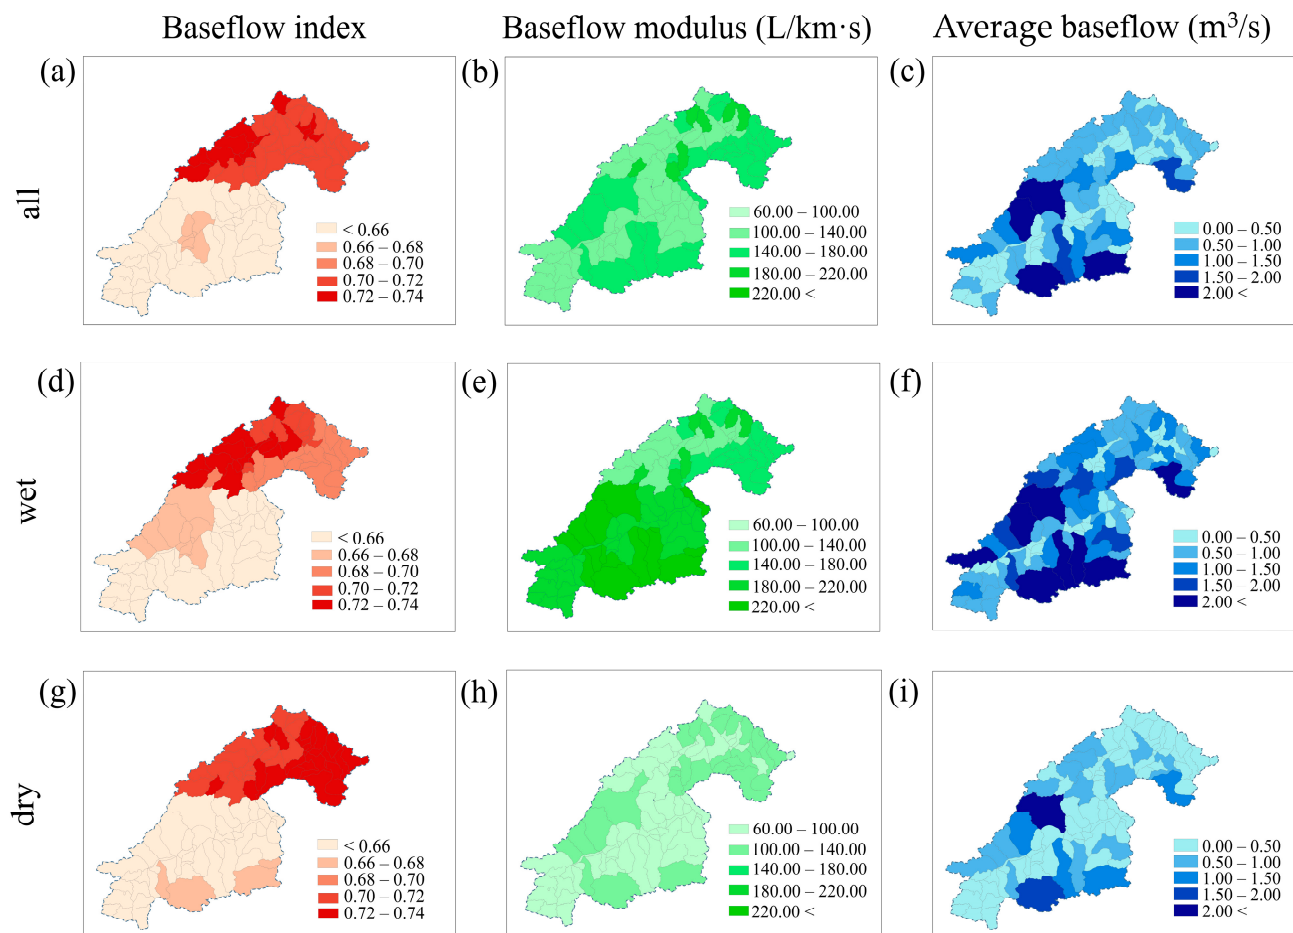 Baseflow index
Baseflow modulus (L/km·s)
Average baseflow (m³/s)
all
(a)
< 0.66
0.66 – 0.68
0.68 – 0.70
0.70 – 0.72
0.72 – 0.74
(b)
60.00 – 100.00
100.00 – 140.00
140.00 – 180.00
180.00 – 220.00
220.00 <
(c)
0.00 – 0.50
0.50 – 1.00
1.00 – 1.50
1.50 – 2.00
2.00 <
wet
(d)
< 0.66
0.66 – 0.68
0.68 – 0.70
0.70 – 0.72
0.72 – 0.74
(e)
60.00 – 100.00
100.00 – 140.00
140.00 – 180.00
180.00 – 220.00
220.00 <
(f)
0.00 – 0.50
0.50 – 1.00
1.00 – 1.50
1.50 – 2.00
2.00 <
dry
(g)
< 0.66
0.66 – 0.68
0.68 – 0.70
0.70 – 0.72
0.72 – 0.74
(h)
60.00 – 100.00
100.00 – 140.00
140.00 – 180.00
180.00 – 220.00
220.00 <
(i)
0.00 – 0.50
0.50 – 1.00
1.00 – 1.50
1.50 – 2.00
2.00 <